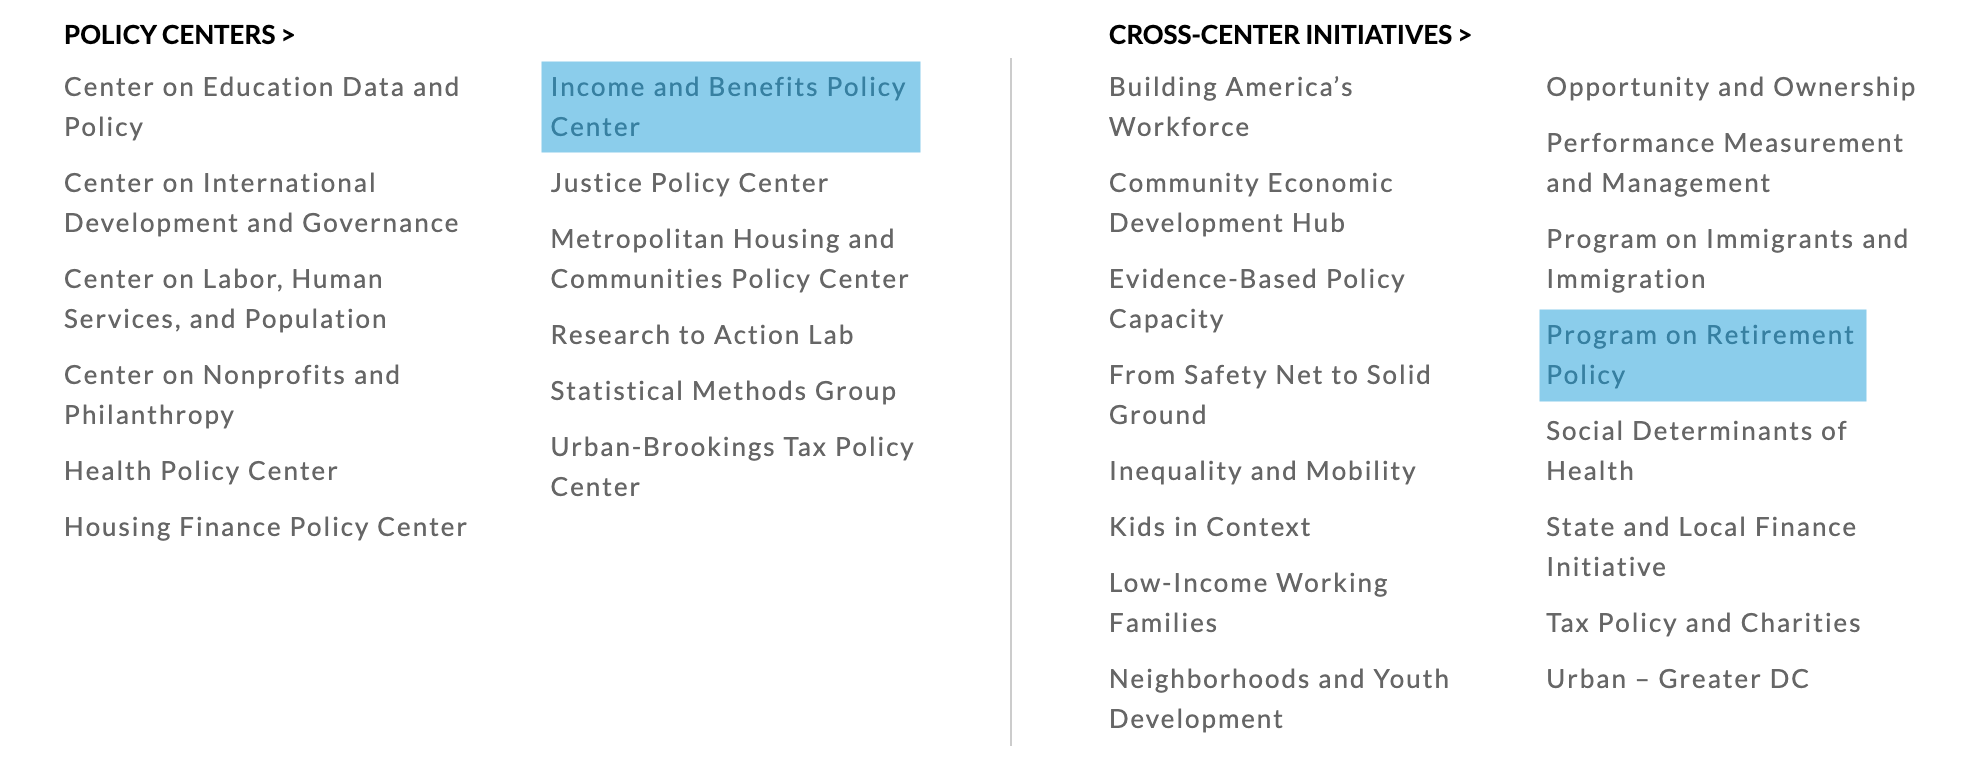 POLICY CENTERS >
Center on Education Data and
Policy
Center on International
Development and Governance
Center on Labor, Human
Services, and Population
Center on Nonprofits and
Philanthropy
Health Policy Center
Housing Finance Policy Center
Income and Benefits Policy
Center
Justice Policy Center
Metropolitan Housing and
Communities Policy Center
Research to Action Lab
Statistical Methods Group
Urban-Brookings Tax Policy
Center
CROSS-CENTER INITIATIVES >
Building America’s
Workforce
Community Economic
Development Hub
Evidence-Based Policy
Capacity
From Safety Net to Solid
Ground
Inequality and Mobility
Kids in Context
Low-Income Working
Families
Neighborhoods and Youth
Development
Opportunity and Ownership
Performance Measurement
and Management
Program on Immigrants and
Immigration
Program on Retirement
Policy
Social Determinants of
Health
State and Local Finance
Initiative
Tax Policy and Charities
Urban – Greater DC